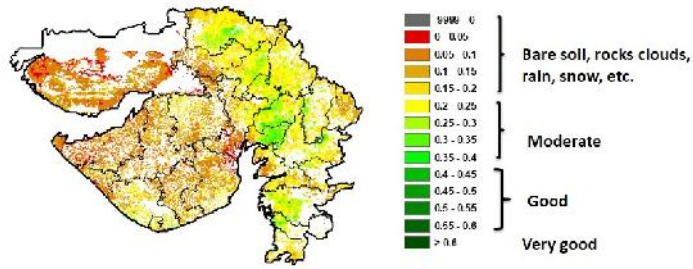 -9999 - 0
0 - 0.05
0.05 - 0.1
0.1 - 0.15
0.15 - 0.2
0.2 - 0.25
0.25 - 0.3
0.3 - 0.35
0.35 - 0.4
0.4 - 0.45
0.45 - 0.5
0.5 - 0.55
0.55 - 0.6
> 0.6
Bare soil, rocks clouds,
rain, snow, etc.
Moderate
Good
Very good